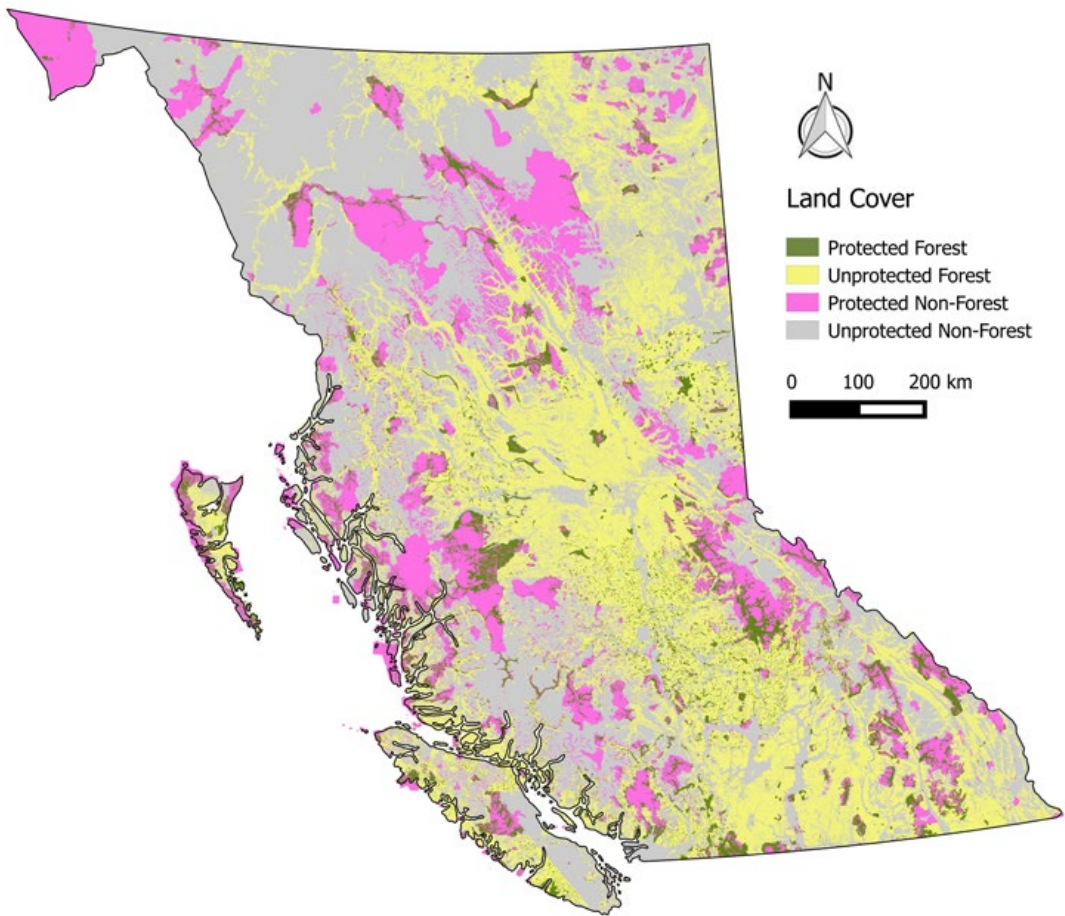 N
Land Cover
Protected Forest
Unprotected Forest
Protected Non-Forest
Unprotected Non-Forest
0 100 200 km